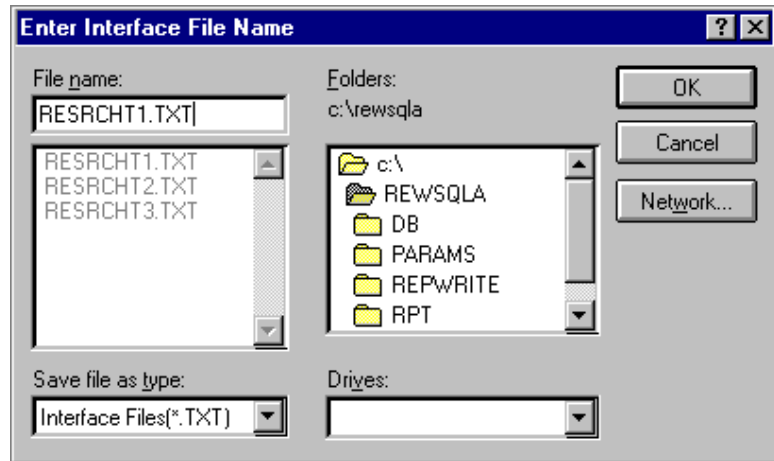 Enter Interface File Name
File name:
RESRCHT1.TXT
RESRCHT1.TXT
RESRCHT2.TXT
RESRCHT3.TXT
Save file as type:
Interface Files(*.TXT)
Folders:
c:\rewsqla
c:\
REWSQLA
DB
PARAMS
REPWRITE
RPT
Drives:
OK
Cancel
Network...